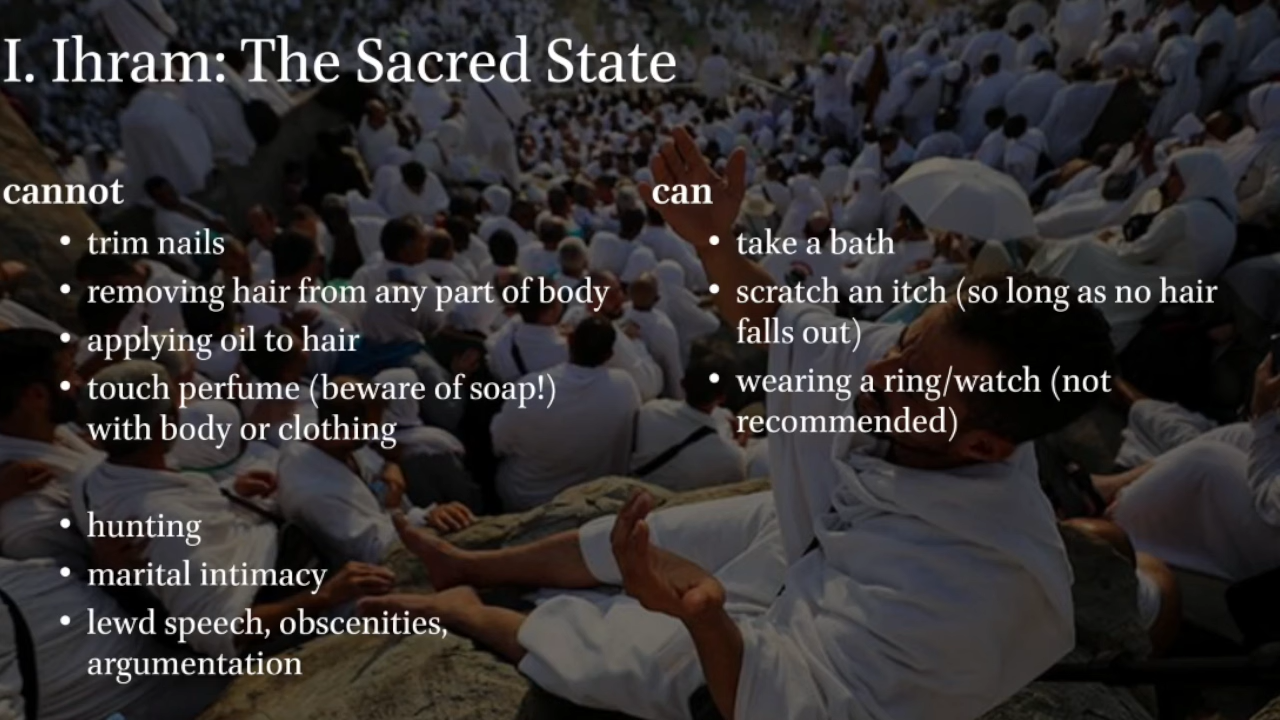 I. Ihram: The Sacred State
cannot
• trim nails
• removing hair from any part of body
• applying oil to hair
• touch perfume (beware of soap!)
with body or clothing
• hunting
• marital intimacy
• lewd speech, obscenities,
argumentation
can
• take a bath
• scratch an itch (so long as no hair
falls out)
• wearing a ring/watch (not
recommended)